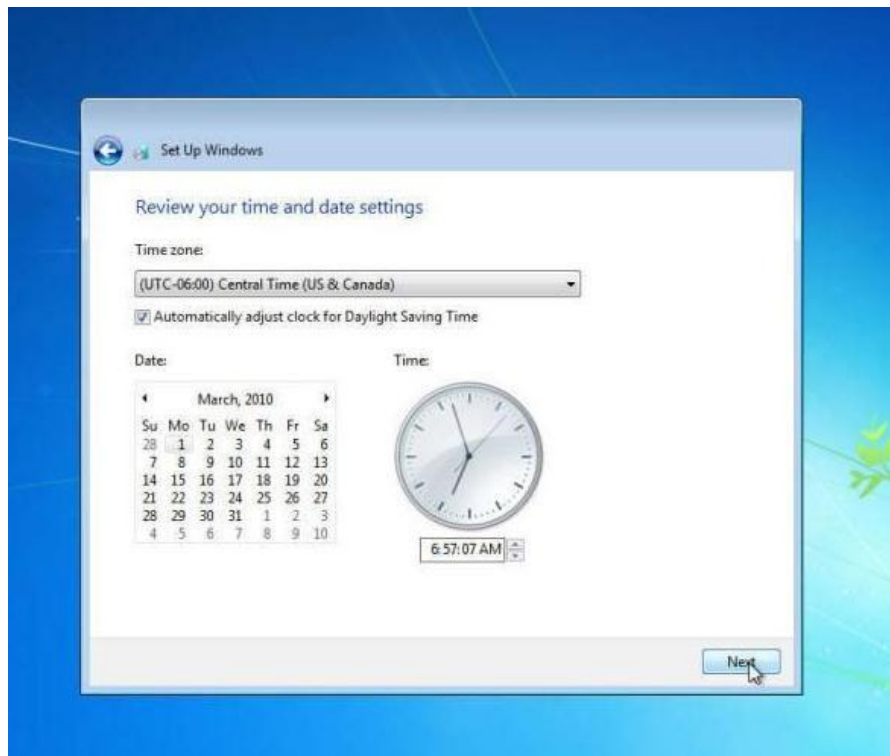 Set Up Windows
Review your time and date settings
Time zone:
(UTC-06:00) Central Time (US & Canada)
Automatically adjust clock for Daylight Saving Time
Date:
Time:
March, 2010
Su Mo Tu We Th Fr Sa
28 1 2 3 4 5 6
7 8 9 10 11 12 13
14 15 16 17 18 19 20
21 22 23 24 25 26 27
28 29 30 31 1 2 3
4 5 6 7 8 9 10
6:57:07 AM
Next